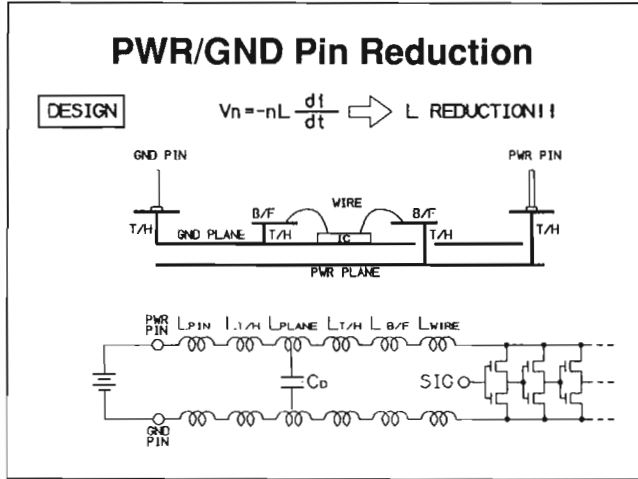 PWR/GND Pin Reduction
DESIGN
Vn=-nL di/dt ⇨ L REDUCTION!!
GND PIN
PWR PIN
WIRE
B/F
B/F
T/H
GND PLANE
T/H
IC
T/H
T/H
PWR PLANE
PWR PIN
LPIN LT/H LPLANE LT/H LB/F LWIRE
CD
SIG
GND PIN